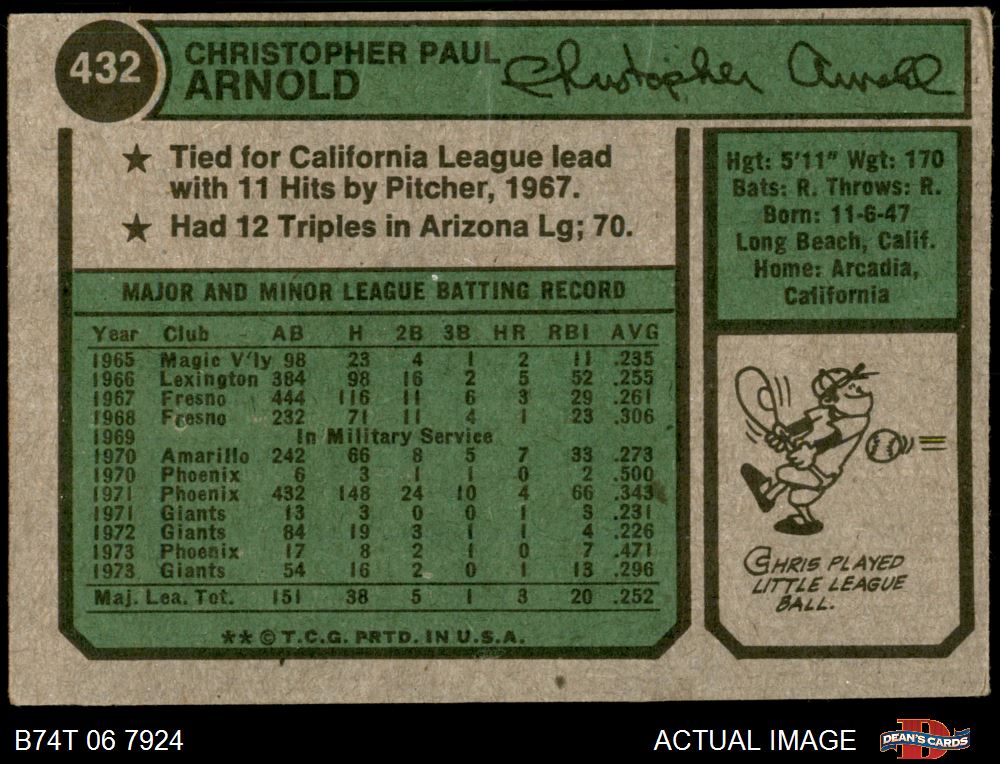 432
CHRISTOPHER PAUL
ARNOLD
Christopher Arnold
★ Tied for California League lead
with 11 Hits by Pitcher, 1967.
★ Had 12 Triples in Arizona Lg; 70.
Hgt: 5'11" Wgt: 170
Bats: R. Throws: R.
Born: 11-6-47
Long Beach, Calif.
Home: Arcadia,
California
MAJOR AND MINOR LEAGUE BATTING RECORD
Year Club AB H 2B 3B HR RBI AVG
1965 Magic V'ly 98 23 4 1 2 11 .235
1966 Lexington 384 98 16 2 5 52 .255
1967 Fresno 444 116 11 6 3 29 .261
1968 Fresno 232 71 11 4 1 23 .306
1969 In Military Service
1970 Amarillo 242 66 8 5 7 33 .273
1970 Phoenix 6 3 1 1 0 2 .500
1971 Phoenix 432 148 24 10 4 66 .343
1971 Giants 13 3 0 0 1 3 .231
1972 Giants 84 19 3 1 1 4 .226
1973 Phoenix 17 8 2 1 0 7 .471
1973 Giants 54 16 2 0 1 13 .296
Maj. Lea. Tot. 151 38 5 1 3 20 .252
★★ © T.C.G. PRTD. IN U.S.A.
CHRIS PLAYED
LITTLE LEAGUE
BALL.
B74T 06 7924
ACTUAL IMAGE
D
DEAN'S CARDS